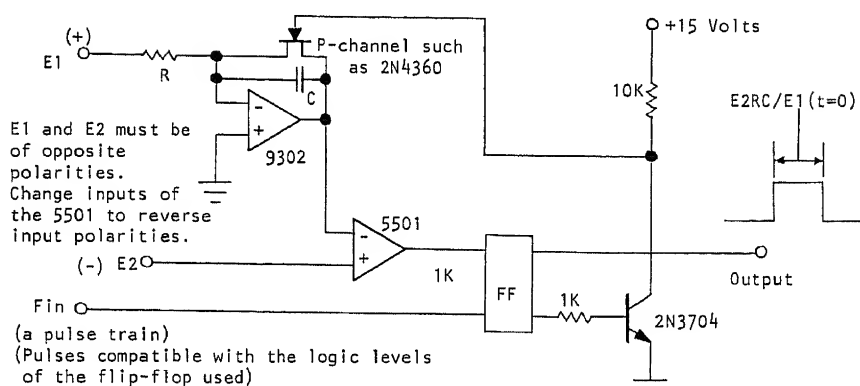 (+)
E1
R
P-channel such
as 2N4360
C
-
+
9302
+15 Volts
10K
E2RC/E1(t=0)
E1 and E2 must be
of opposite
polarities.
Change inputs of
the 5501 to reverse
input polarities.
5501
-
+
(-) E2
1K
FF
Output
Fin
1K
2N3704
(a pulse train)
(Pulses compatible with the logic levels
of the flip-flop used)